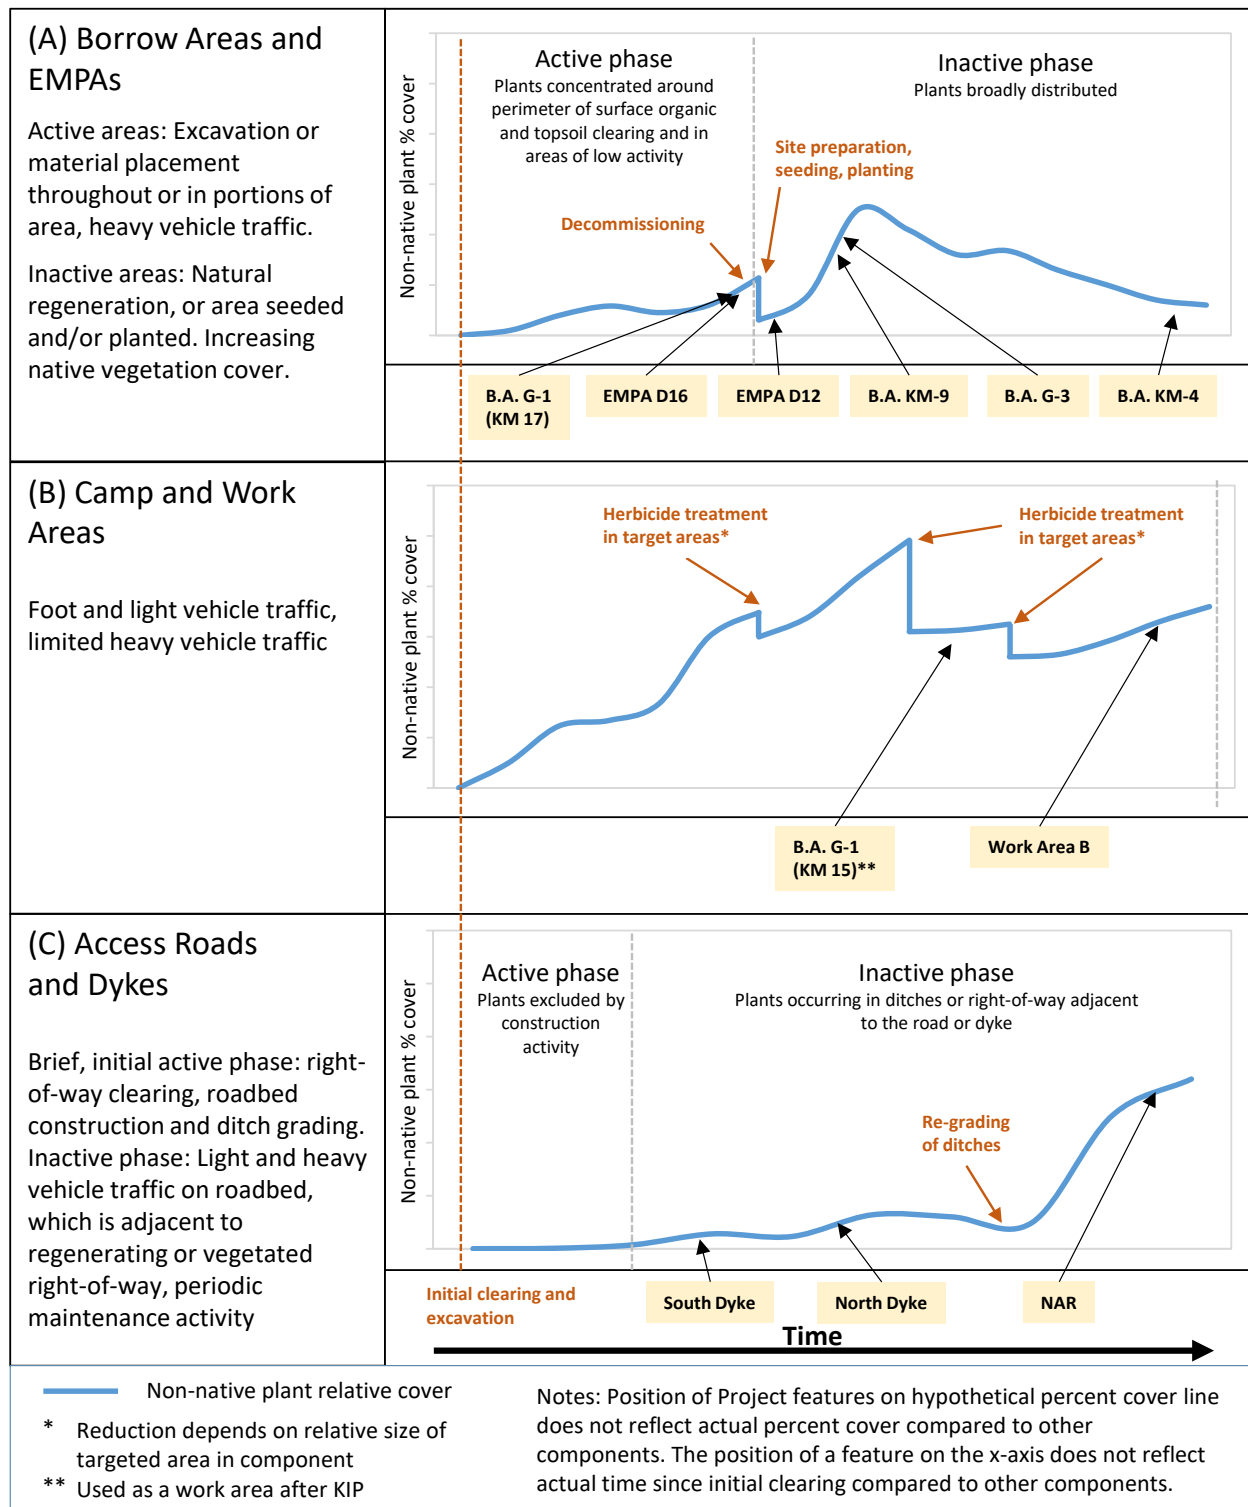 (A) Borrow Areas and
EMPAs
Active areas: Excavation or
material placement
throughout or in portions of
area, heavy vehicle traffic.
Inactive areas: Natural
regeneration, or area seeded
and/or planted. Increasing
native vegetation cover.
Non-native plant % cover
Active phase
Plants concentrated around
perimeter of surface organic
and topsoil clearing and in
areas of low activity
Inactive phase
Plants broadly distributed
Site preparation,
seeding, planting
Decommissioning
B.A. G-1
(KM 17)
EMPA D16
EMPA D12
B.A. KM-9
B.A. G-3
B.A. KM-4
(B) Camp and Work
Areas
Foot and light vehicle traffic,
limited heavy vehicle traffic
Non-native plant % cover
Herbicide treatment
in target areas*
Herbicide treatment
in target areas*
B.A. G-1
(KM 15)**
Work Area B
(C) Access Roads
and Dykes
Brief, initial active phase: right-
of-way clearing, roadbed
construction and ditch grading.
Inactive phase: Light and heavy
vehicle traffic on roadbed,
which is adjacent to
regenerating or vegetated
right-of-way, periodic
maintenance activity
Non-native plant % cover
Active phase
Plants excluded by
construction
activity
Inactive phase
Plants occurring in ditches or right-of-way adjacent
to the road or dyke
Re-grading
of ditches
Initial clearing and
excavation
South Dyke
North Dyke
NAR
Time
Non-native plant relative cover
* Reduction depends on relative size of
targeted area in component
** Used as a work area after KIP
Notes: Position of Project features on hypothetical percent cover line
does not reflect actual percent cover compared to other
components. The position of a feature on the x-axis does not reflect
actual time since initial clearing compared to other components.